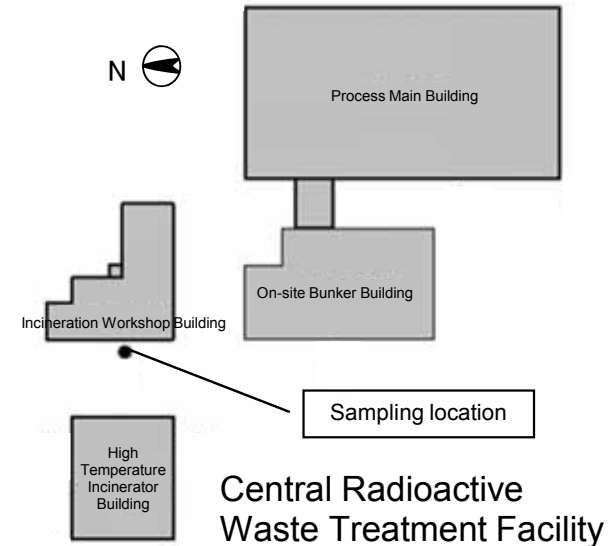 N
Process Main Building
On-site Bunker Building
Incineration Workshop Building
Sampling location
High
Temperature
Incinerator
Building
Central Radioactive
Waste Treatment Facility